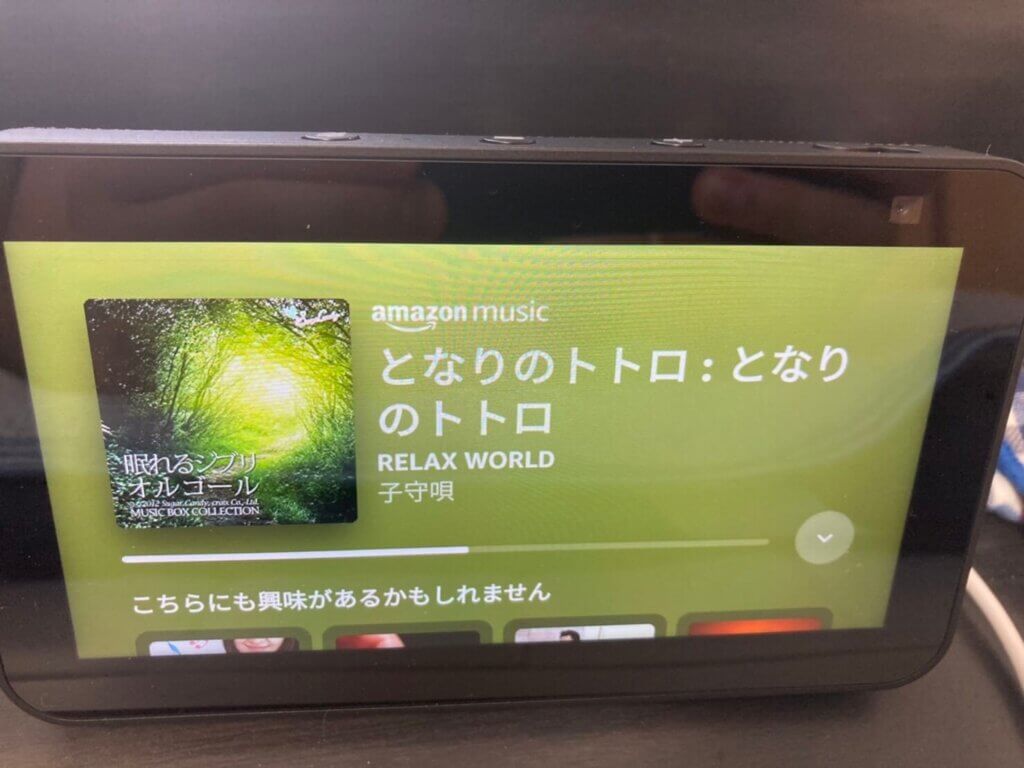 amazon music
となりのトトロ : となり
のトトロ
RELAX WORLD
子守唄
眠れるジブリ
オルゴール
©2012 Sugar Candy, croix Co., Ltd.
MUSIC BOX COLLECTION
こちらにも興味があるかもしれません